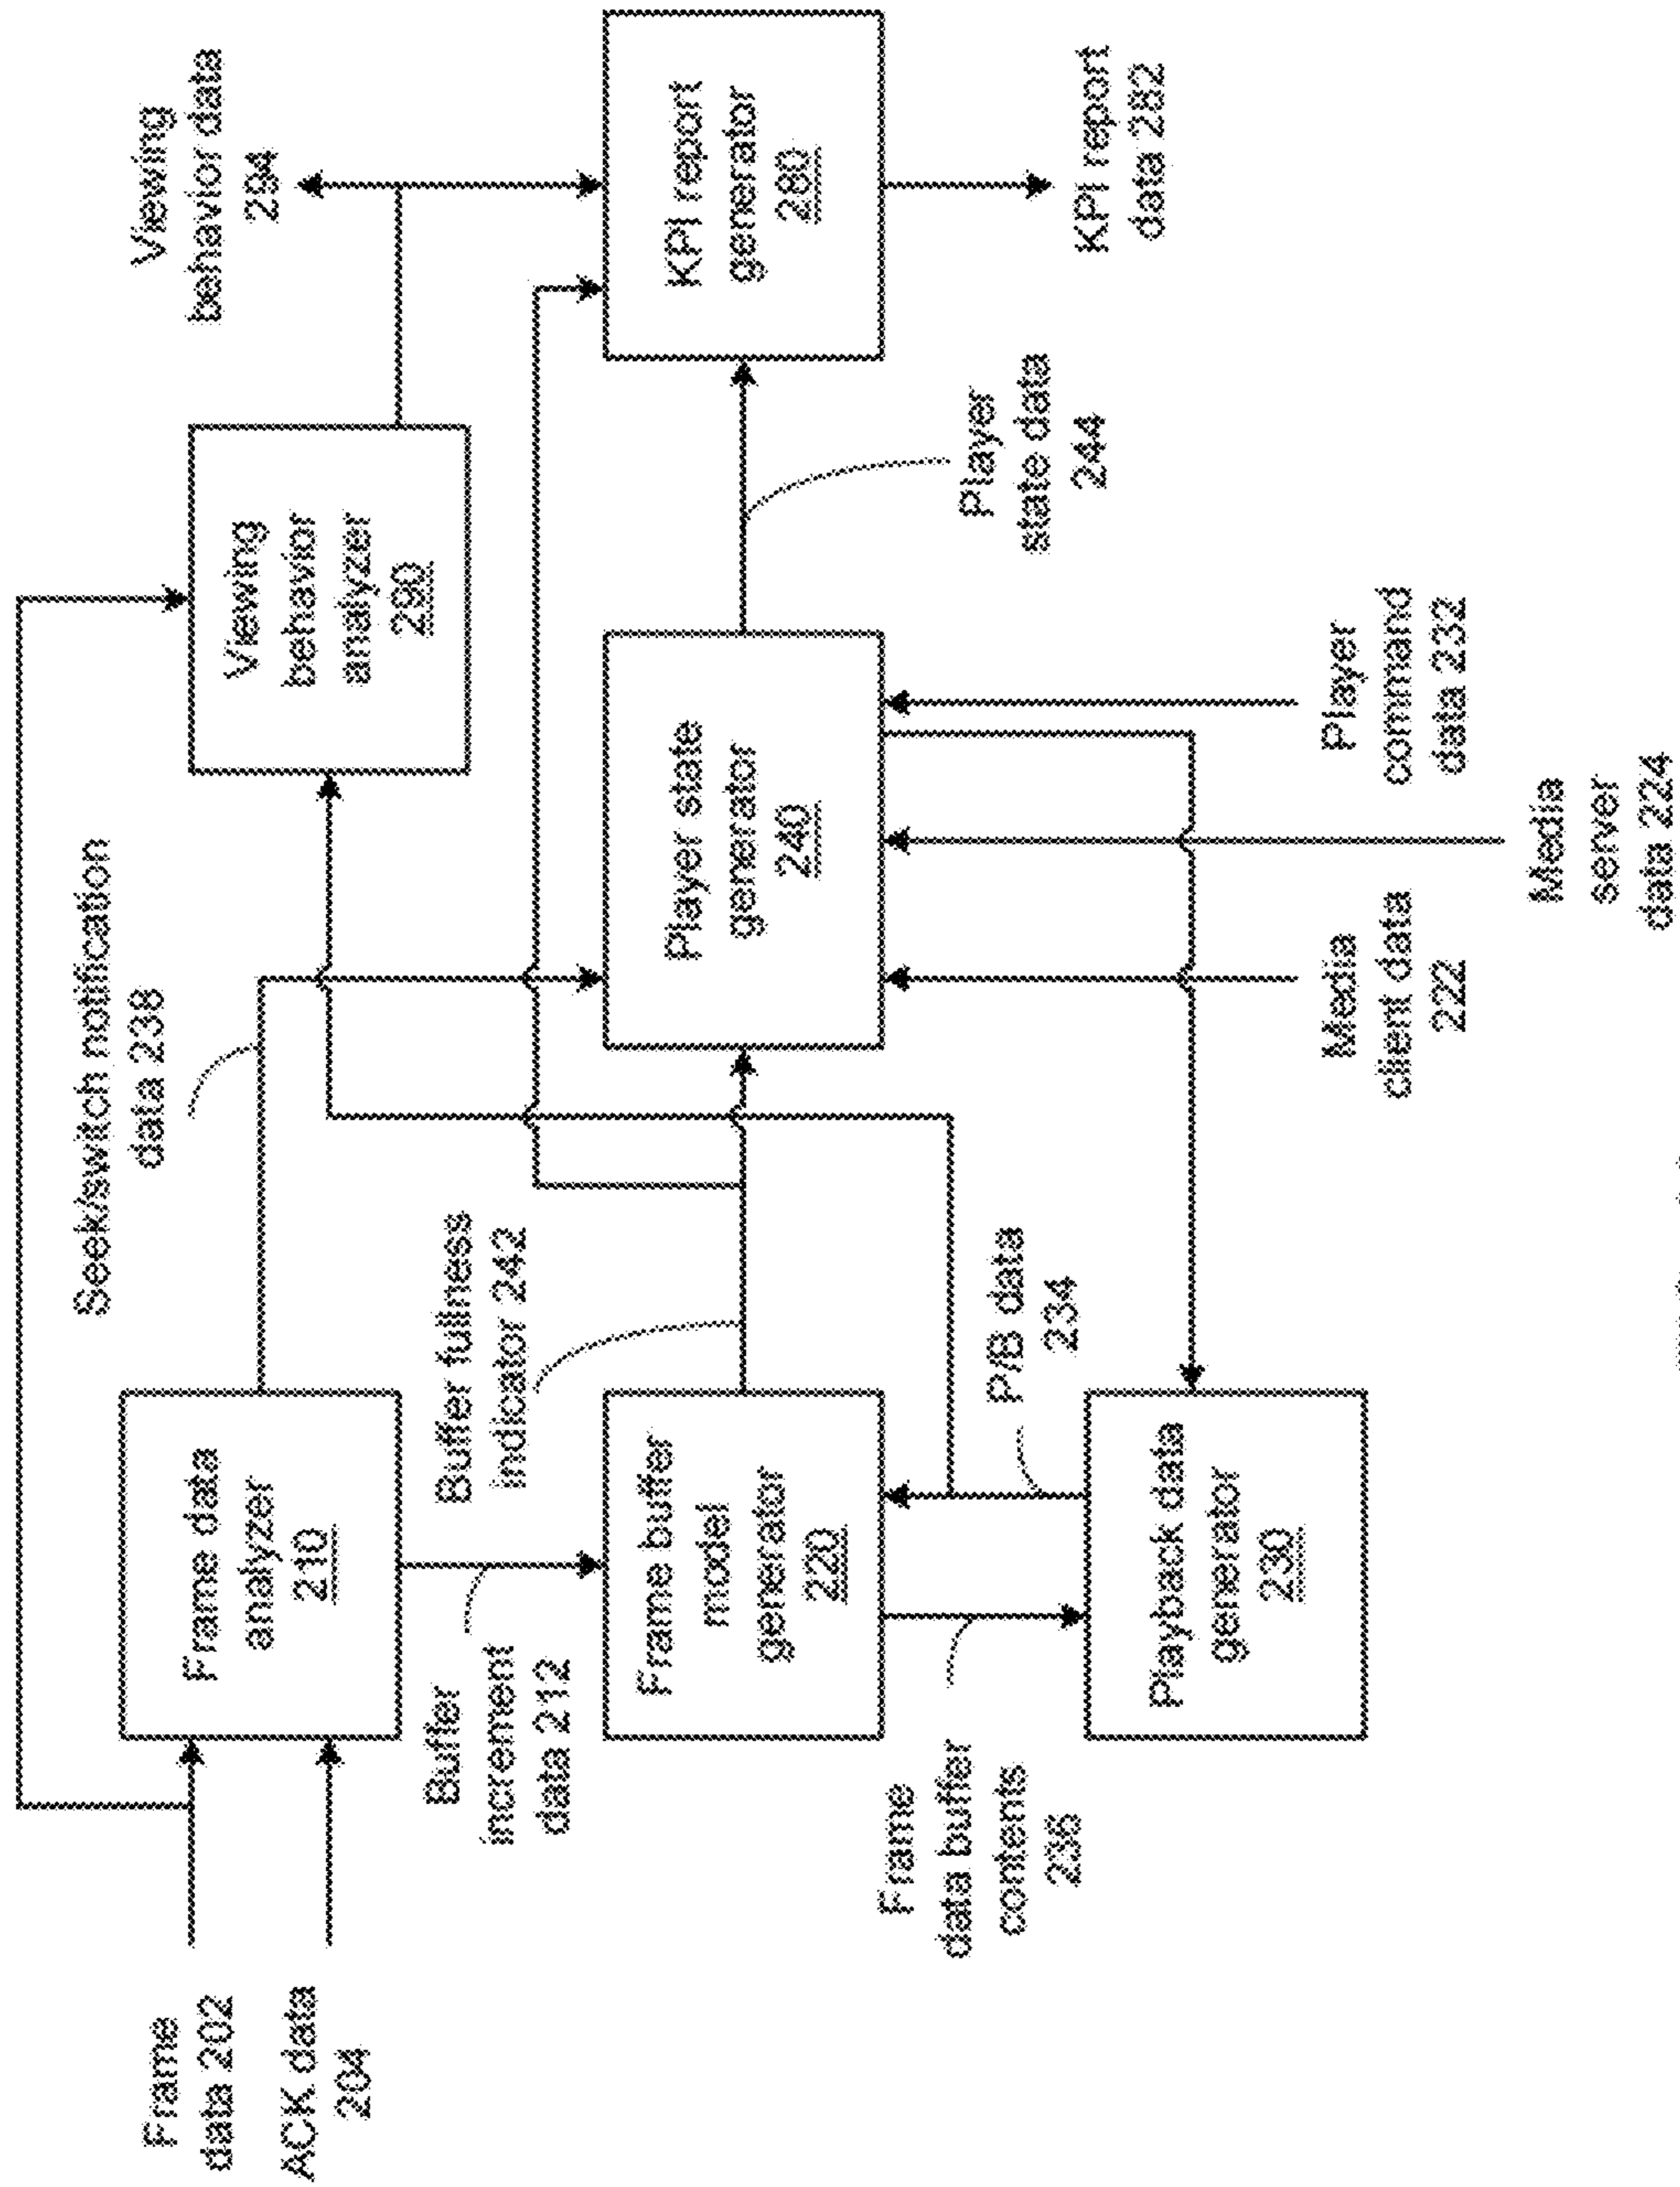 Frame
data 202
ACK data
204
Frame data
analyzer
210
Seek/switch notification
data 238
Viewing
behavior
analyzer
290
Viewing
behavior data
294
Buffer
increment
data 212
Buffer fullness
indicator 242
Frame buffer
model
generator
220
Player state
generator
240
KPI report
generator
280
Player
state data
244
KPI report
data 282
Frame
data buffer
contents
236
P/B data
234
Playback data
generator
230
Media
client data
222
Media
server
data 224
Player
command
data 232